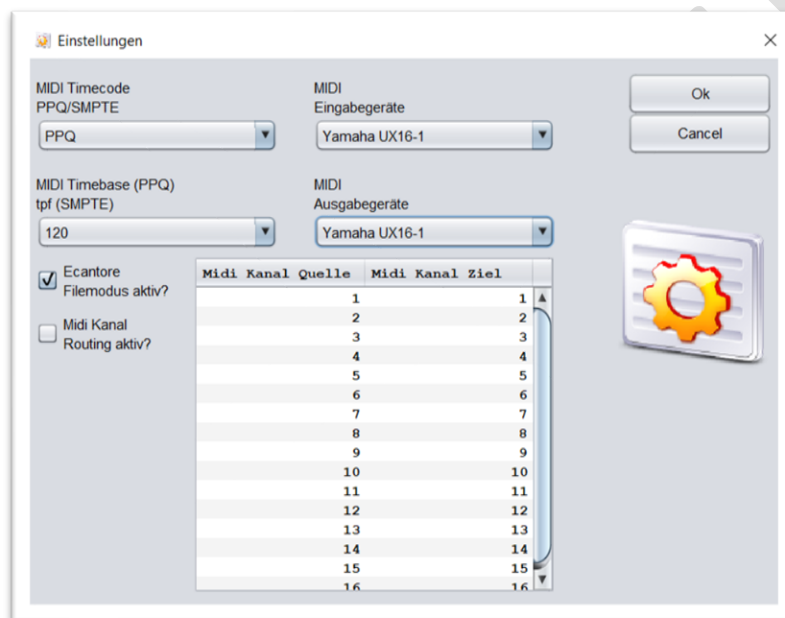 Einstellungen
MIDI Timecode
PPQ/SMPTE
PPQ
MIDI
Eingabegeräte
Yamaha UX16-1
Ok
Cancel
MIDI Timebase (PPQ)
tpf (SMPTE)
120
MIDI
Ausgabegeräte
Yamaha UX16-1
Ecantore
Filemodus aktiv?
Midi Kanal
Routing aktiv?
Midi Kanal Quelle Midi Kanal Ziel
1 1
2 2
3 3
4 4
5 5
6 6
7 7
8 8
9 9
10 10
11 11
12 12
13 13
14 14
15 15
16 16